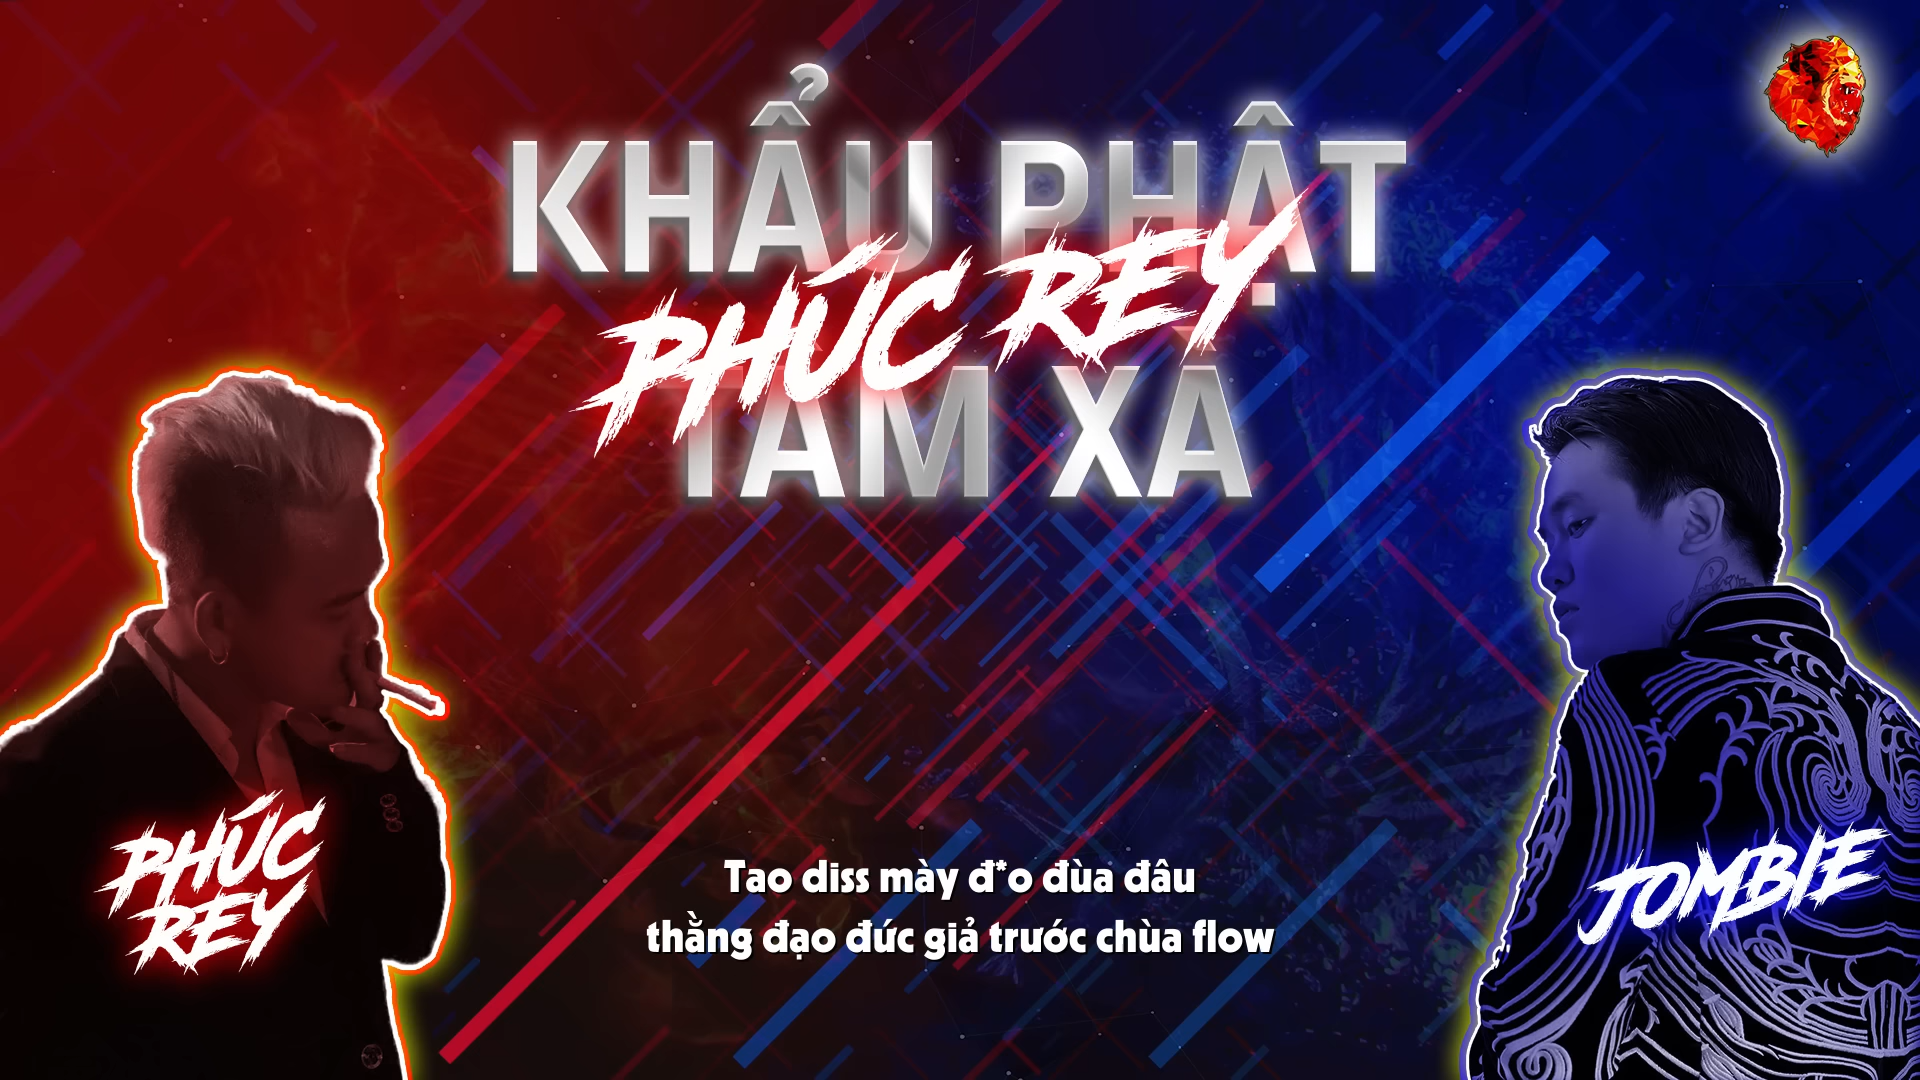 KHẨU PHẬT
PHÚC REY
TÂM XÀ
PHÚC
REY
JOMBIE
Tao diss mày đ*o đùa đâu
thằng đạo đức giả trước chùa flow